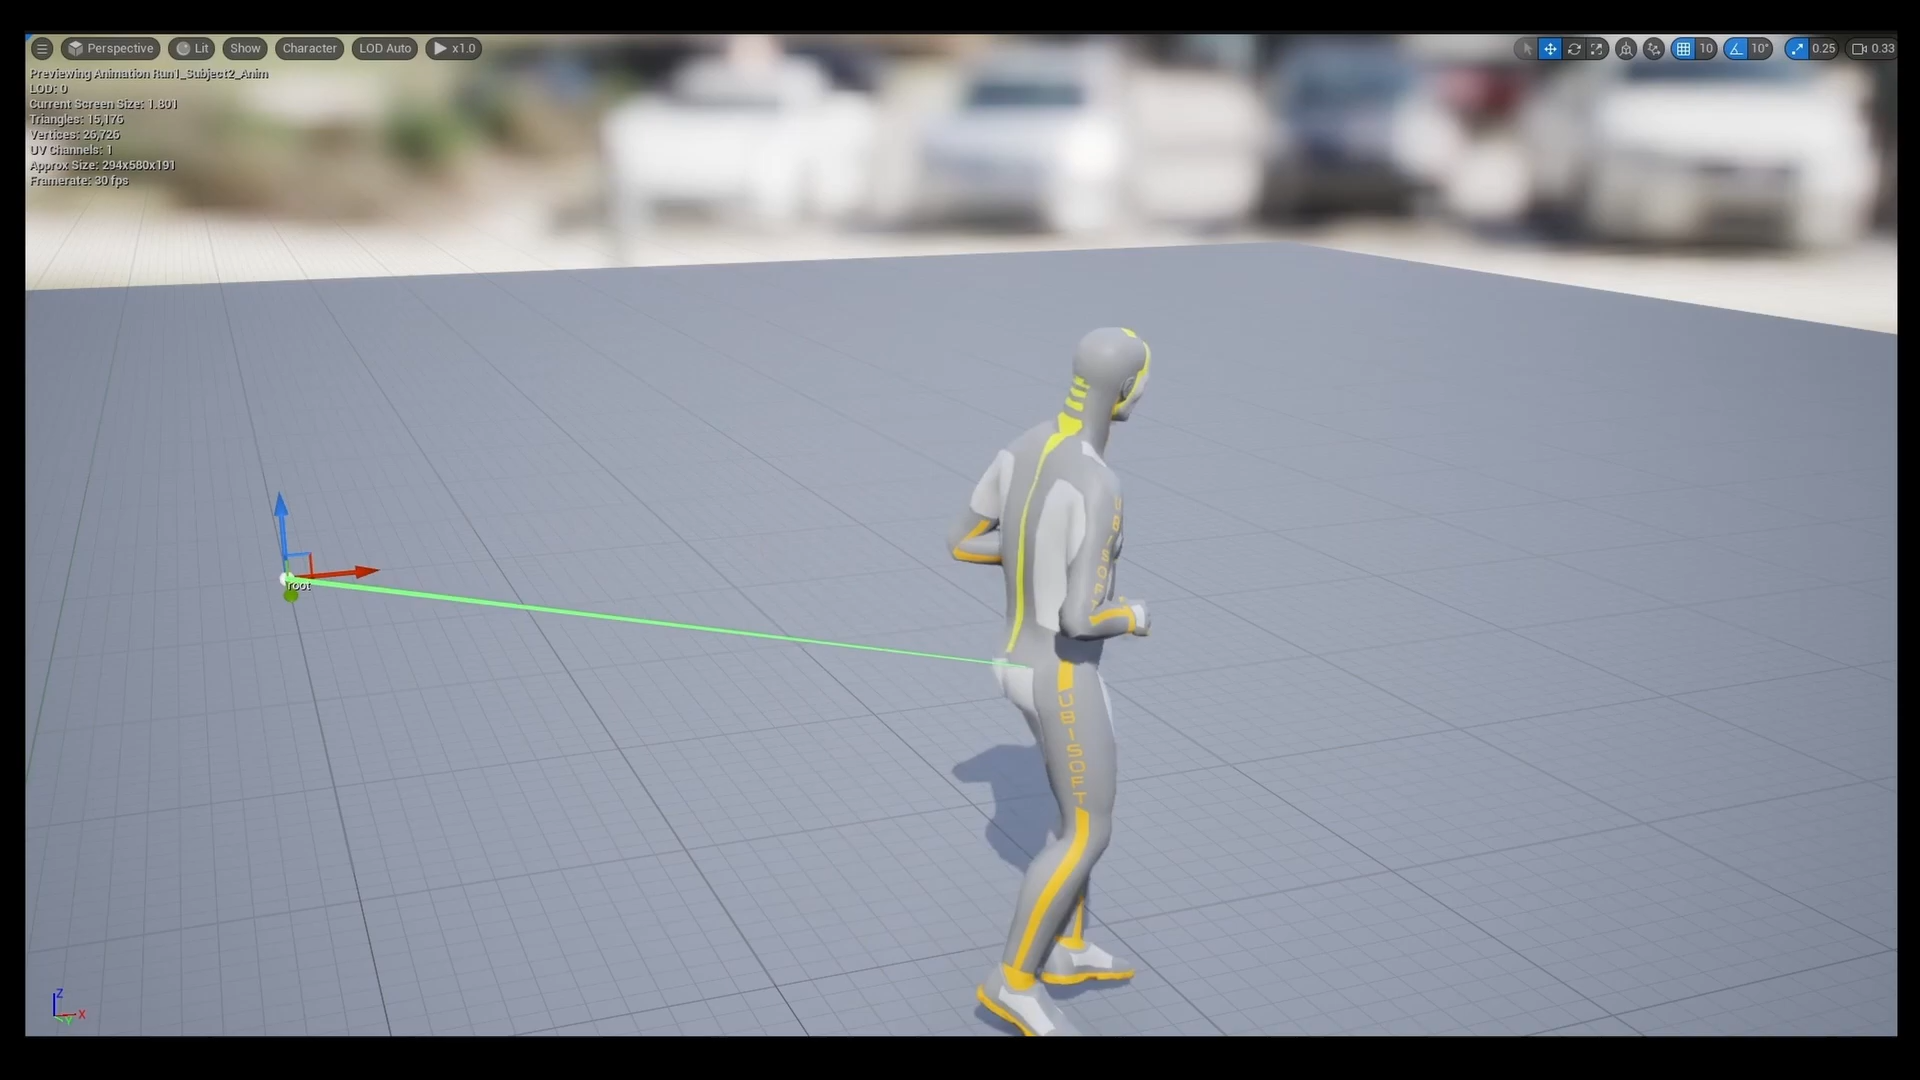 Perspective Lit Show Character LOD Auto x1.0 10 10° 0.25 0.33
Previewing Animation Run1_Subject2_Anim
LOD: 0
Current Screen Size: 1.801
Triangles: 15,176
Vertices: 26,726
UV Channels: 1
Approx Size: 294x580x191
Framerate: 30 fps
UBISOFT
root
UBISOFT
Z
X
Y